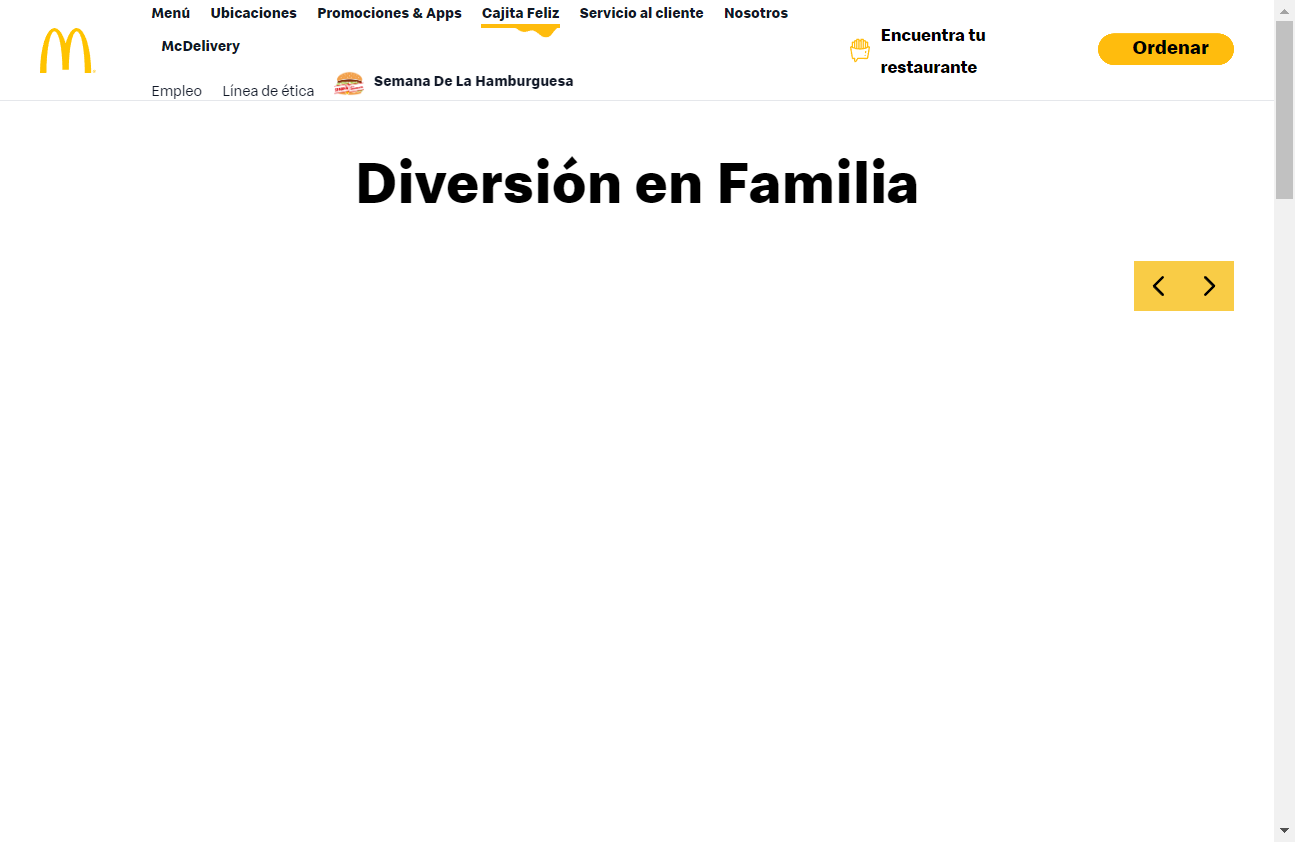 Menú Ubicaciones Promociones & Apps Cajita Feliz Servicio al cliente Nosotros
McDelivery
Empleo Línea de ética Semana De La Hamburguesa
Encuentra tu
restaurante
Ordenar
Diversión en Familia